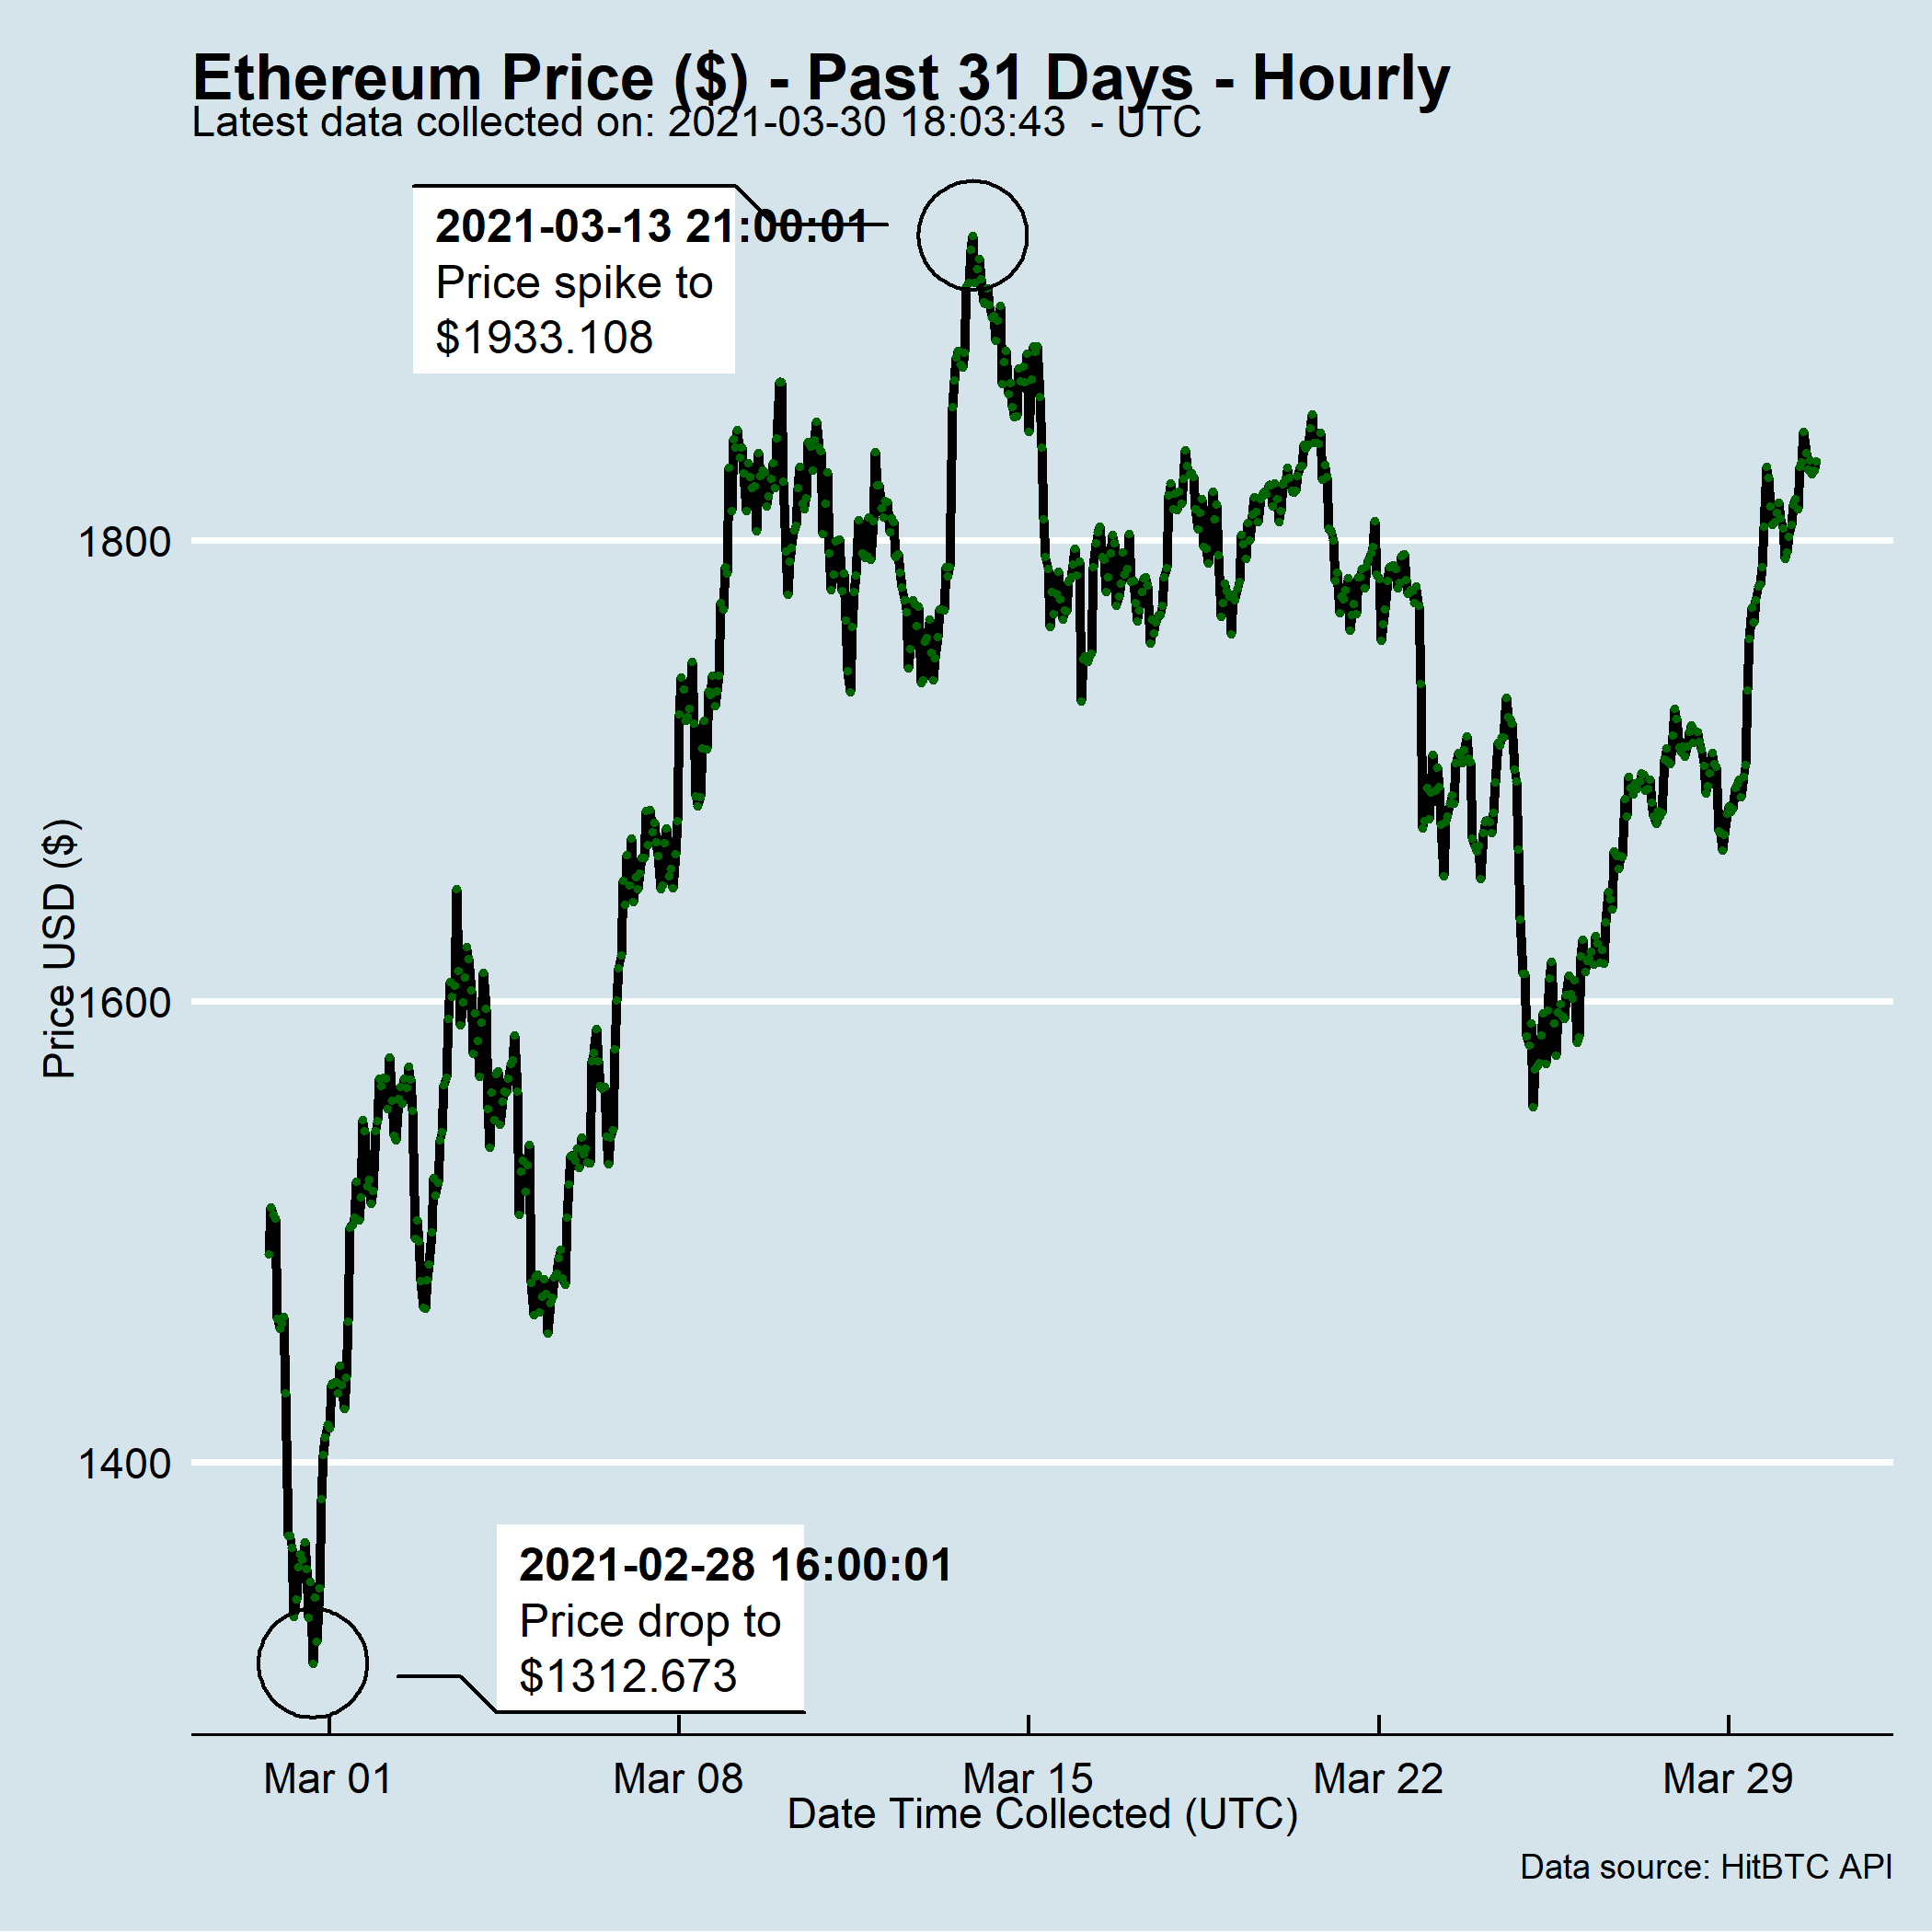 Ethereum Price ($) - Past 31 Days - Hourly
Latest data collected on: 2021-03-30 18:03:43  - UTC
2021-03-13 21:00:01
Price spike to
$1933.108
1800
Price USD ($)
1600
1400
2021-02-28 16:00:01
Price drop to
$1312.673
Mar 01
Mar 08
Mar 15
Mar 22
Mar 29
Date Time Collected (UTC)
Data source: HitBTC API